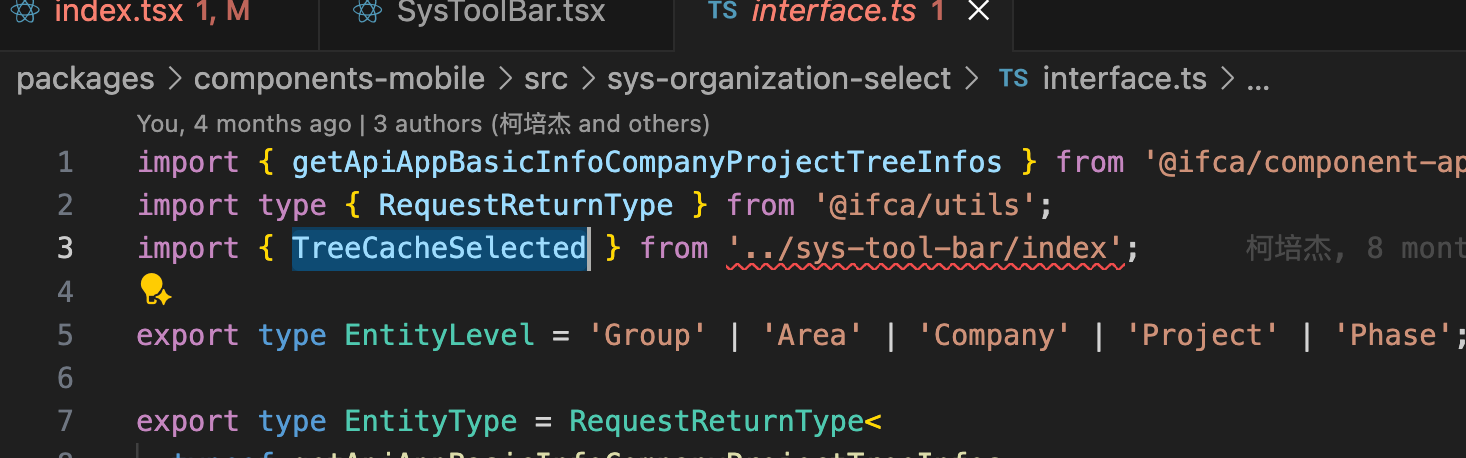 index.tsx 1, M SysToolBar.tsx TS interface.ts 1 ×
packages > components-mobile > src > sys-organization-select > TS interface.ts > ...
You, 4 months ago | 3 authors (柯培杰 and others)
1 import { getApiAppBasicInfoCompanyProjectTreeInfos } from '@ifca/component-ap
2 import type { RequestReturnType } from '@ifca/utils';
3 import { TreeCacheSelected } from '../sys-tool-bar/index'; 柯培杰, 8 mont
4
5 export type EntityLevel = 'Group' | 'Area' | 'Company' | 'Project' | 'Phase';
6
7 export type EntityType = RequestReturnType<
8 typeof getApiAppBasicInfoCompanyProjectTreeInfos